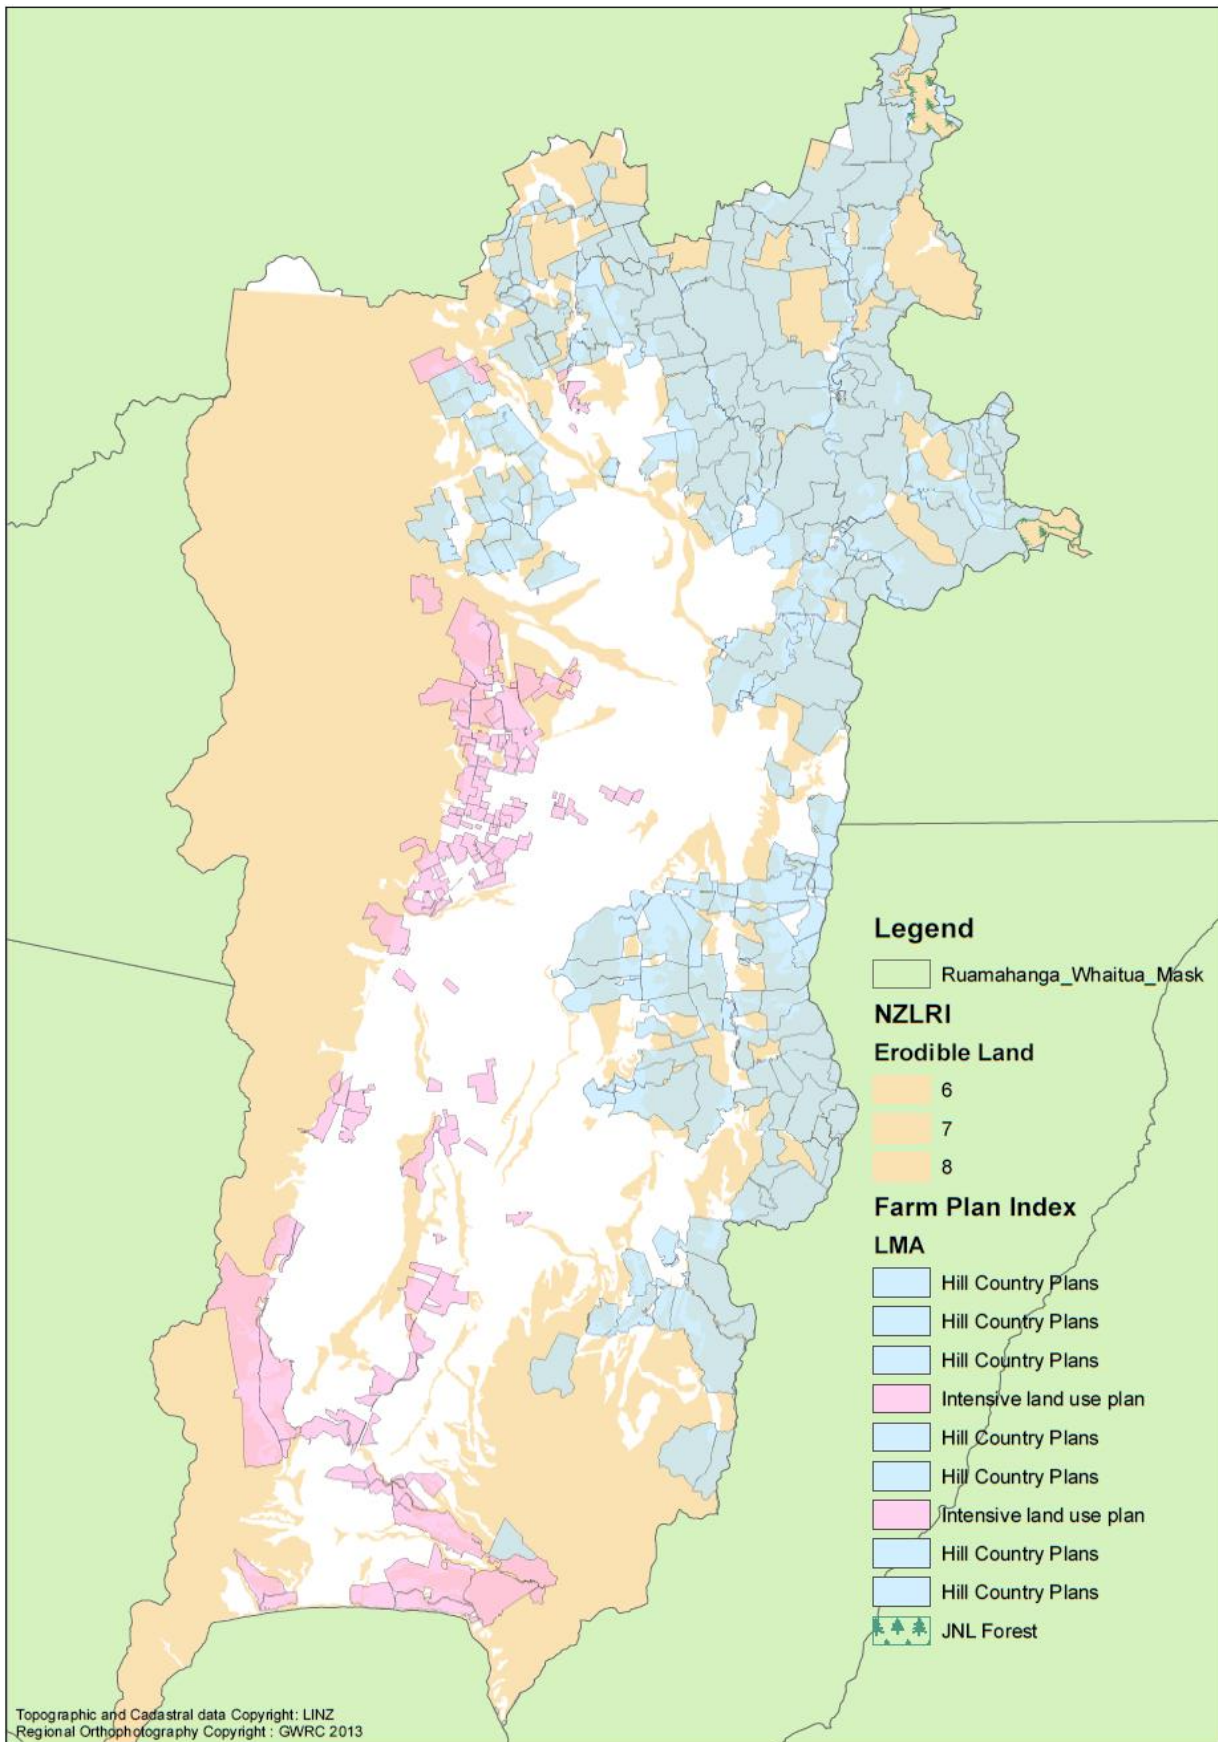 Legend
Ruamahanga_Whaitua_Mask
NZLRI
Erodible Land
6
7
8
Farm Plan Index
LMA
Hill Country Plans
Hill Country Plans
Hill Country Plans
Intensive land use plan
Hill Country Plans
Hill Country Plans
Intensive land use plan
Hill Country Plans
Hill Country Plans
JNL Forest
Topographic and Cadastral data Copyright: LINZ
Regional Orthophotography Copyright : GWRC 2013